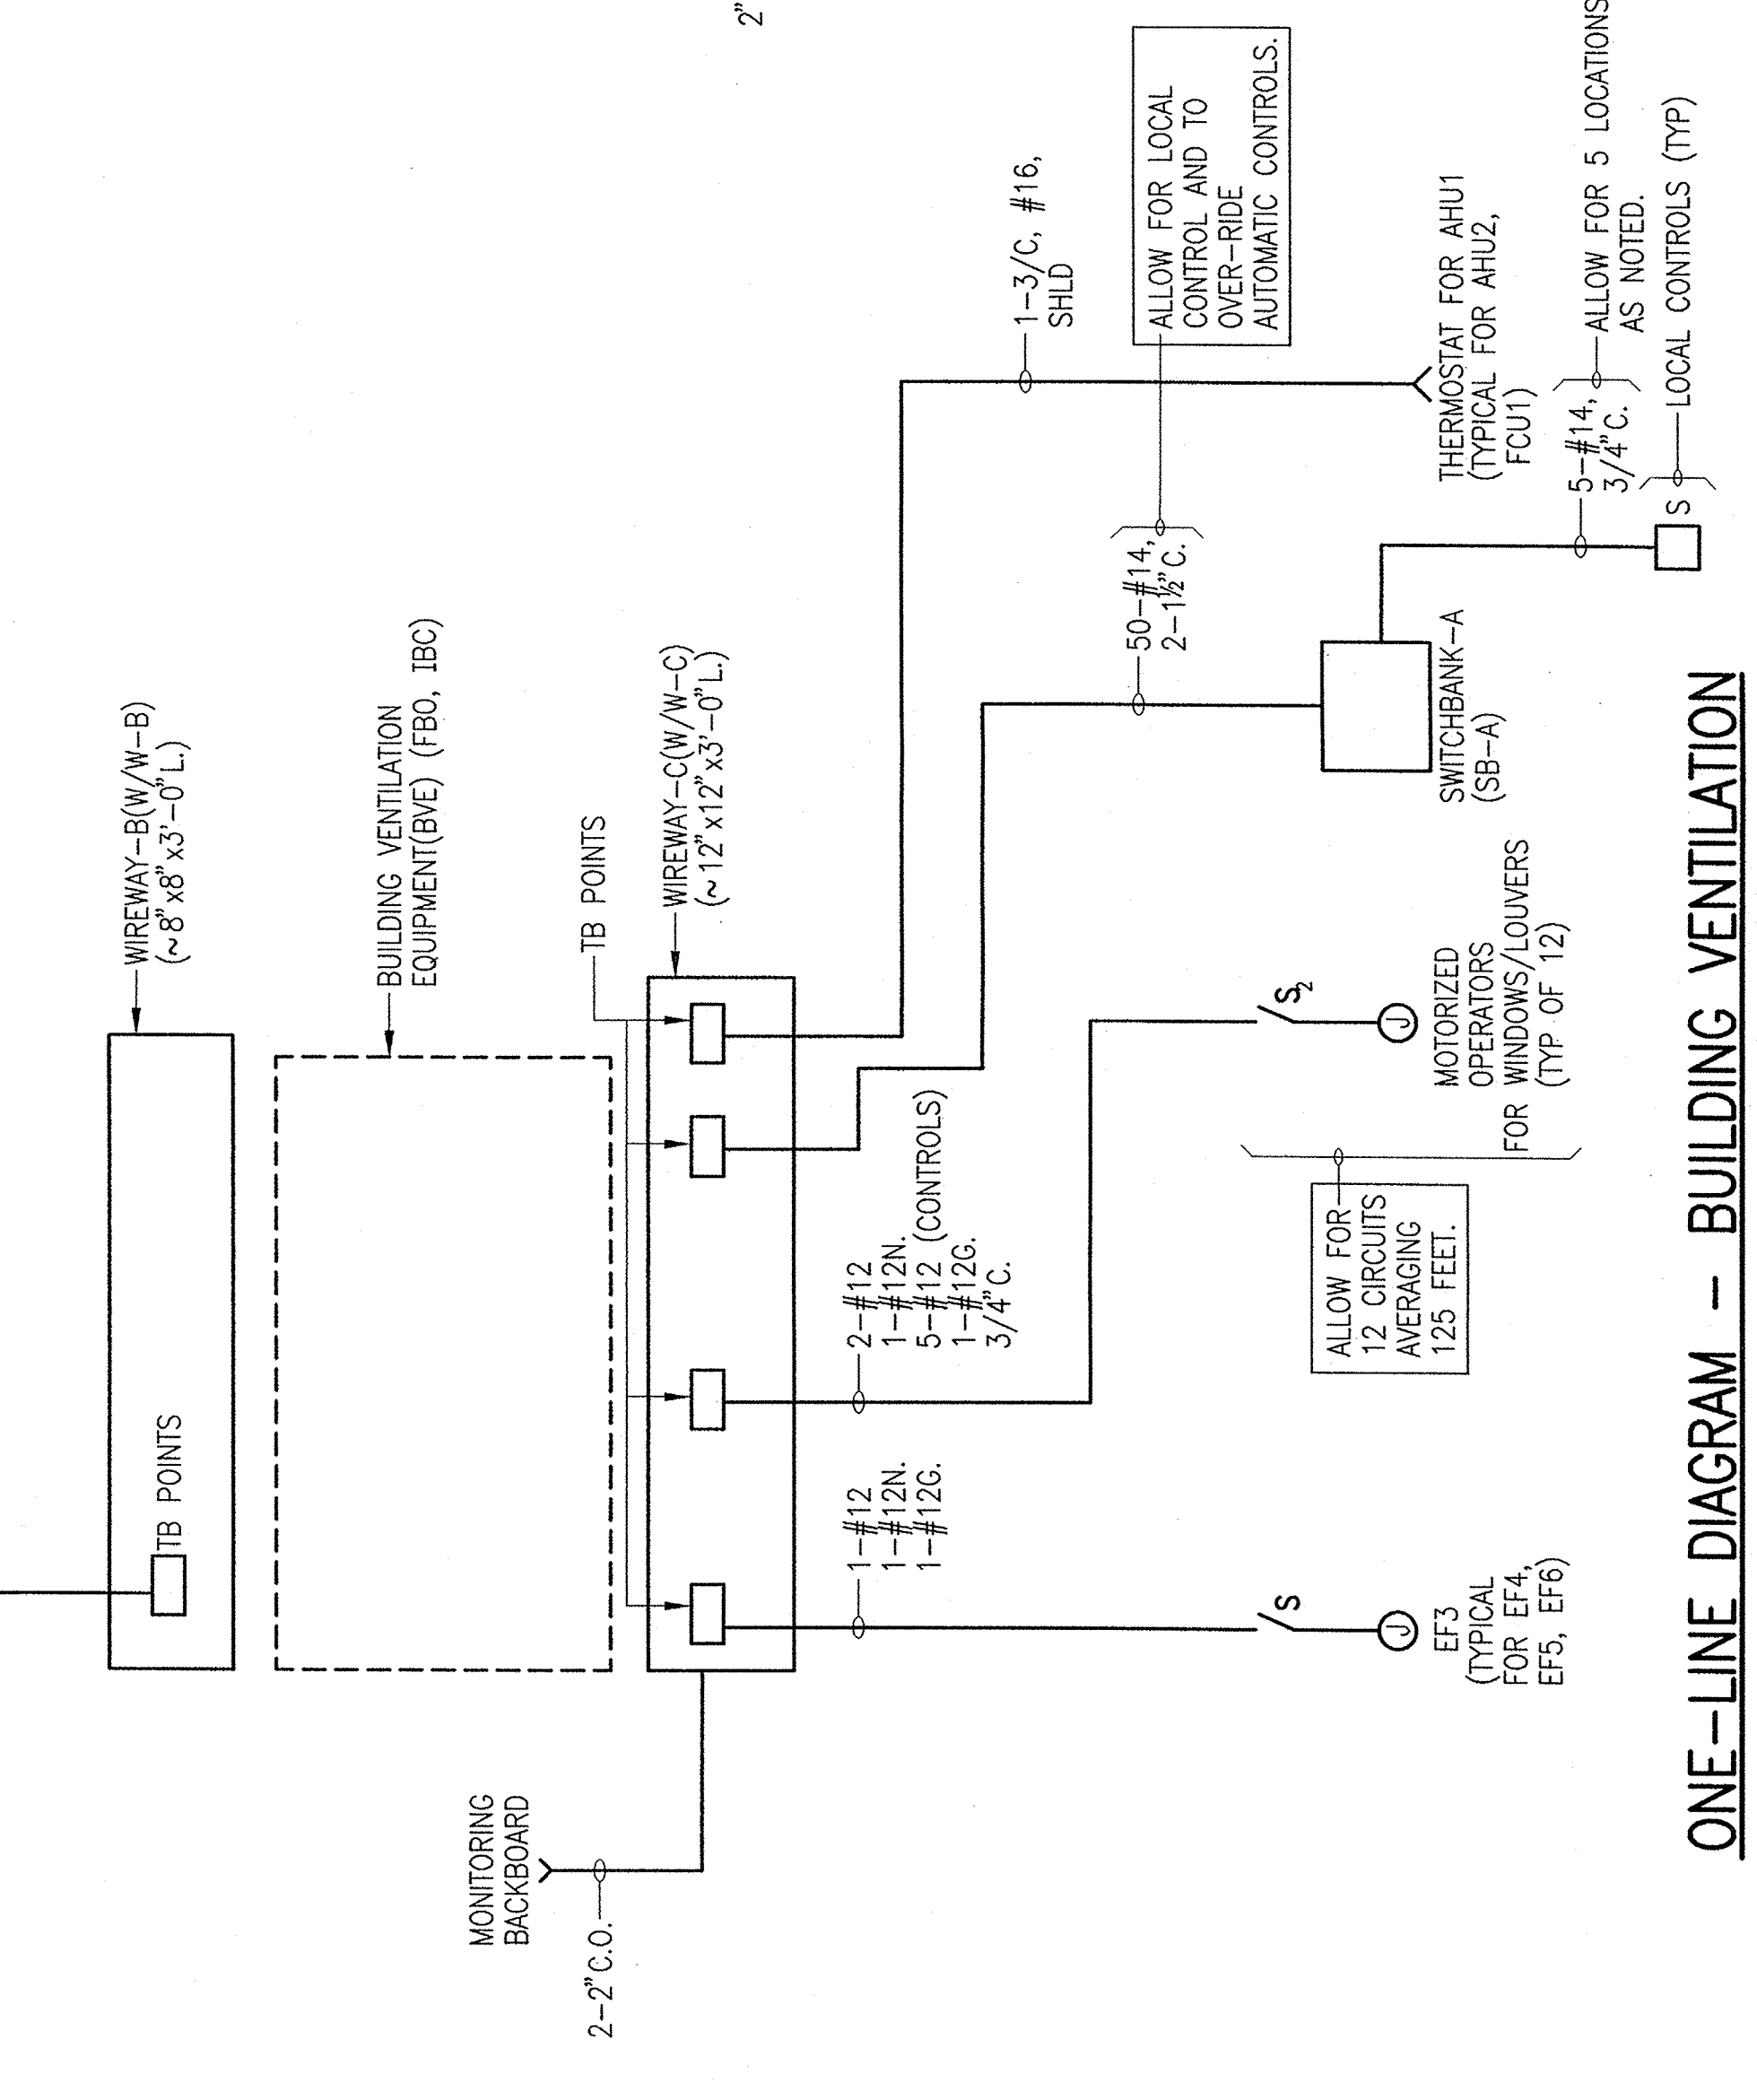 2"
WIREWAY-B(W/W-B)
(~8"x8"x3'-0"L.)
TB POINTS
BUILDING VENTILATION
EQUIPMENT(BVE) (FBO, IBC)
MONITORING
BACKBOARD
2-2"C.O.
TB POINTS
WIREWAY-C(W/W-C)
(~12"x12"x3'-0"L.)
1-#12
1-#12N.
1-#12G.
2-#12
1-#12N.
5-#12 (CONTROLS)
1-#12G.
3/4"C.
1-3/C, #16,
SHLD
50-#14,
2-1½"C.
ALLOW FOR LOCAL
CONTROL AND TO
OVER-RIDE
AUTOMATIC CONTROLS.
S
J
EF3
(TYPICAL
FOR EF4,
EF5, EF6)
S2
J
MOTORIZED
OPERATORS
FOR WINDOWS/LOUVERS
(TYP OF 12)
ALLOW FOR
12 CIRCUITS
AVERAGING
125 FEET.
SWITCHBANK-A
(SB-A)
THERMOSTAT FOR AHU1
(TYPICAL FOR AHU2,
FCU1)
5-#14,
3/4"C.
ALLOW FOR 5 LOCATIONS
AS NOTED.
S
LOCAL CONTROLS (TYP)
ONE-LINE DIAGRAM - BUILDING VENTILATION